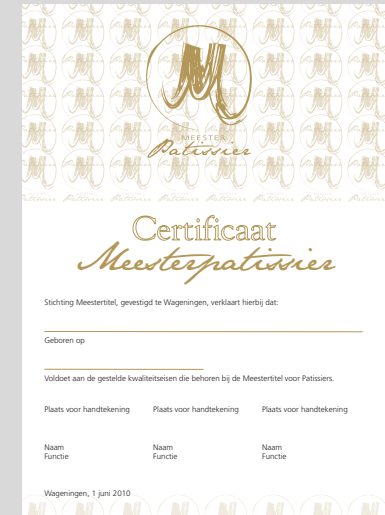 MEESTER
Patissier
Certificaat
Meesterpatissier
Stichting Meestertitel, gevestigd te Wageningen, verklaart hierbij dat:
Geboren op
Voldoet aan de gestelde kwaliteitseisen die behoren bij de Meestertitel voor Patissiers.
Plaats voor handtekening Plaats voor handtekening Plaats voor handtekening
Naam Naam Naam
Functie Functie Functie
Wageningen, 1 juni 2010